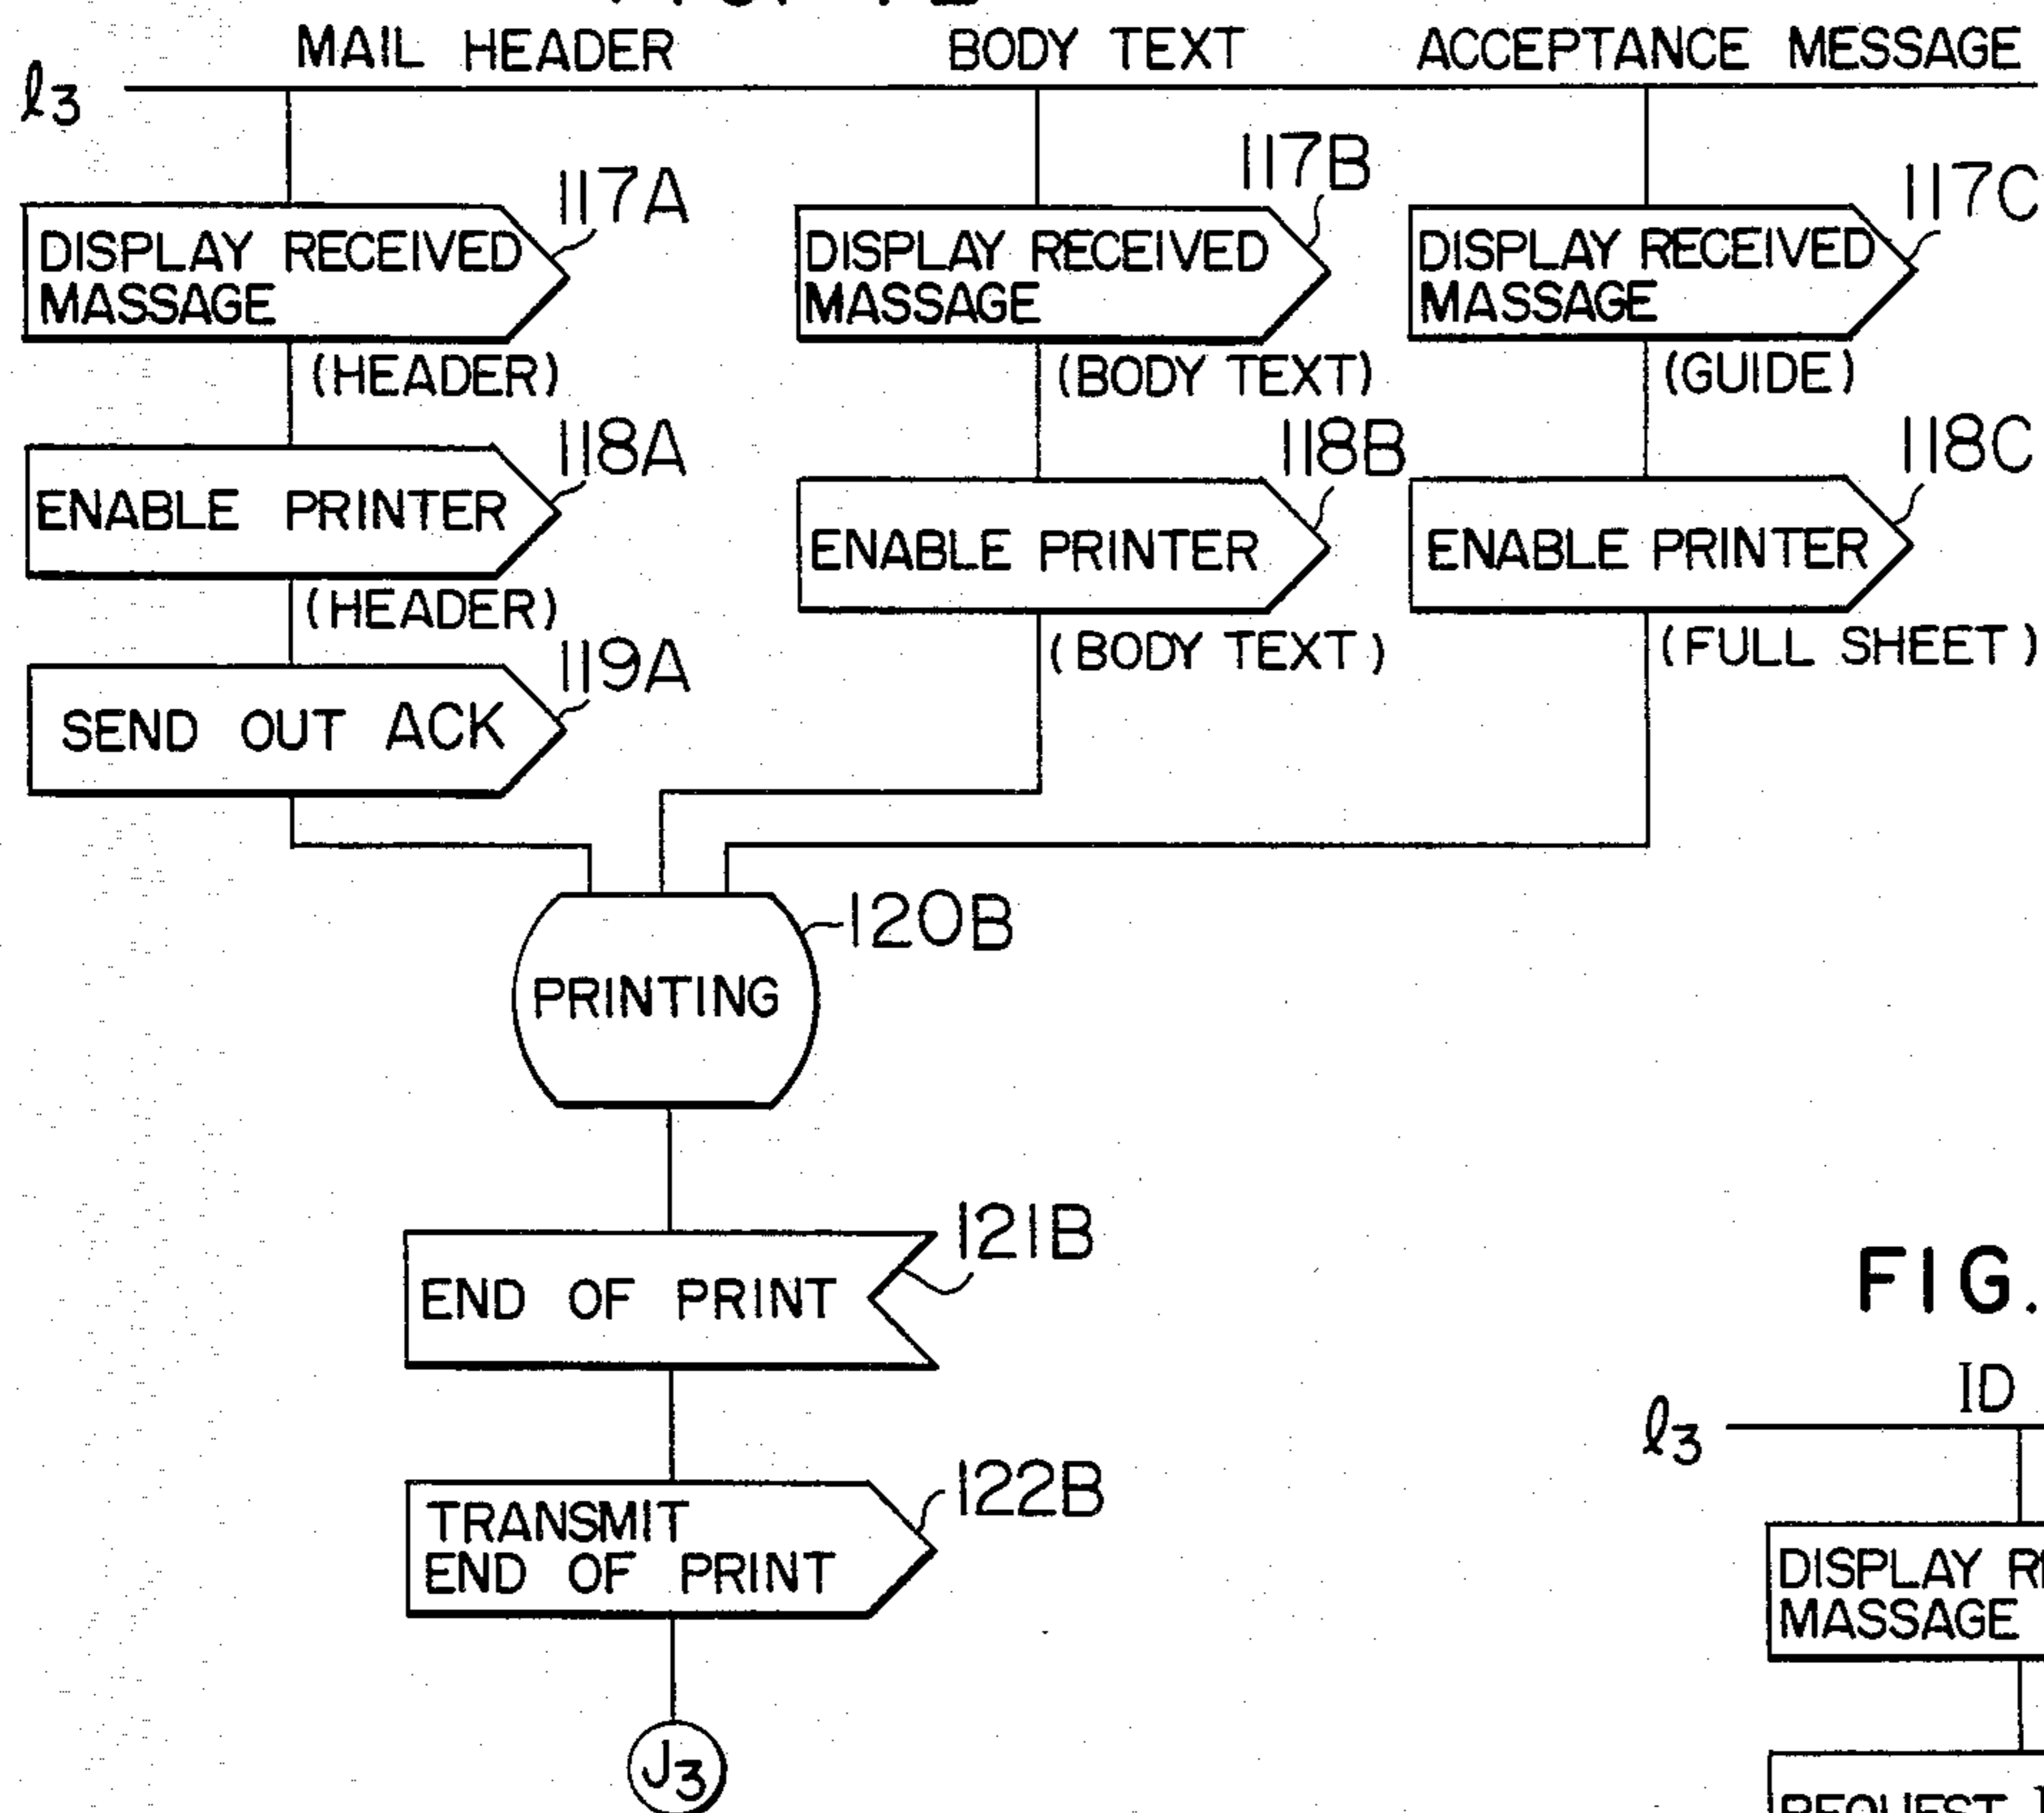 MAIL HEADER BODY TEXT ACCEPTANCE MESSAGE
ℓ3
117A 117B 117C
DISPLAY RECEIVED
MASSAGE
(HEADER)
DISPLAY RECEIVED
MASSAGE
(BODY TEXT)
DISPLAY RECEIVED
MASSAGE
(GUIDE)
118A 118B 118C
ENABLE PRINTER
(HEADER)
ENABLE PRINTER
(BODY TEXT)
ENABLE PRINTER
(FULL SHEET)
119A
SEND OUT ACK
120B
PRINTING
121B
END OF PRINT
122B
TRANSMIT
END OF PRINT
J3
FIG.
ID
ℓ3
DISPLAY
MASSAGE
REQUEST